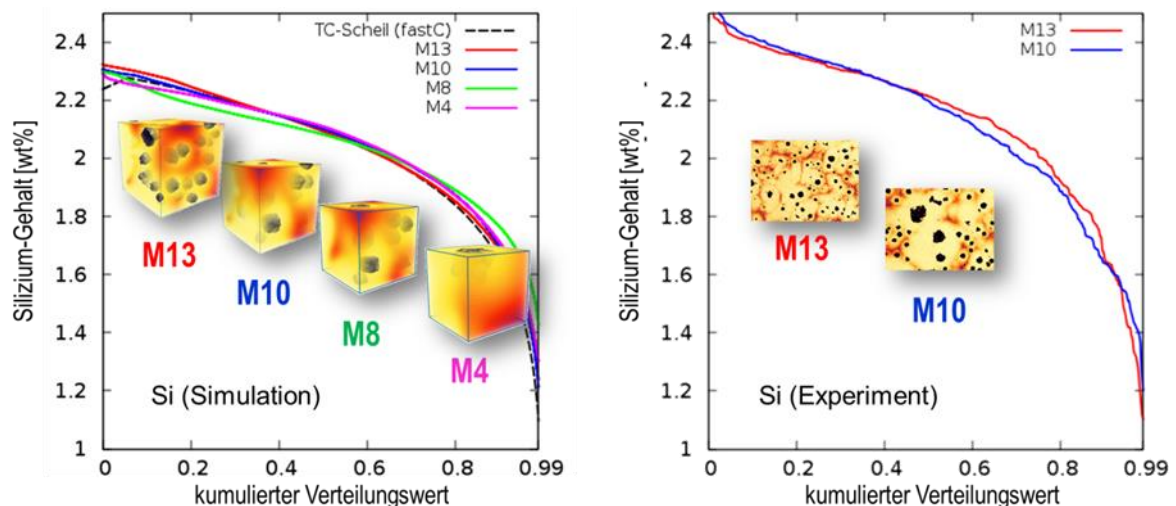 TC-Scheil (fastC)
M13
M10
M8
M4
2.4
2.2
2
1.8
1.6
1.4
1.2
1
Silizium-Gehalt [wt%]
M13
M10
M8
M4
Si (Simulation)
0
0.2
0.4
0.6
0.8
0.99
kumulierter Verteilungswert
M13
M10
2.4
2.2
2
1.8
1.6
1.4
1.2
1
Silizium-Gehalt [wt%]
M13
M10
Si (Experiment)
0
0.2
0.4
0.6
0.8
0.99
kumulierter Verteilungswert